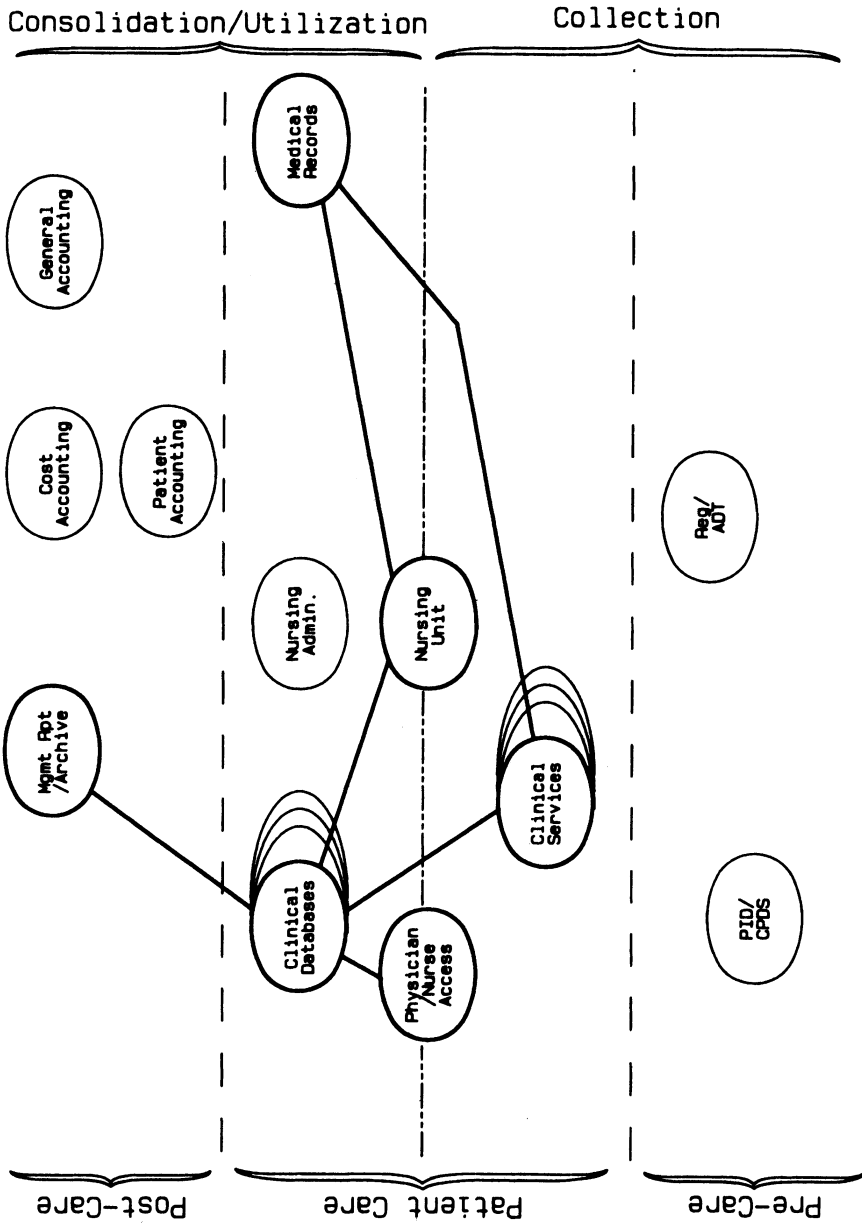 Consolidation/Utilization
Collection
Medical
Records
General
Accounting
Cost
Accounting
Patient
Accounting
Reg/
ADT
Nursing
Admin.
Nursing
Unit
Mgmt Rpt
/Archive
Clinical
Services
Clinical
Databases
Physician
/Nurse
Access
PID/
CPDS
Post-Care
Patient Care
Pre-Care